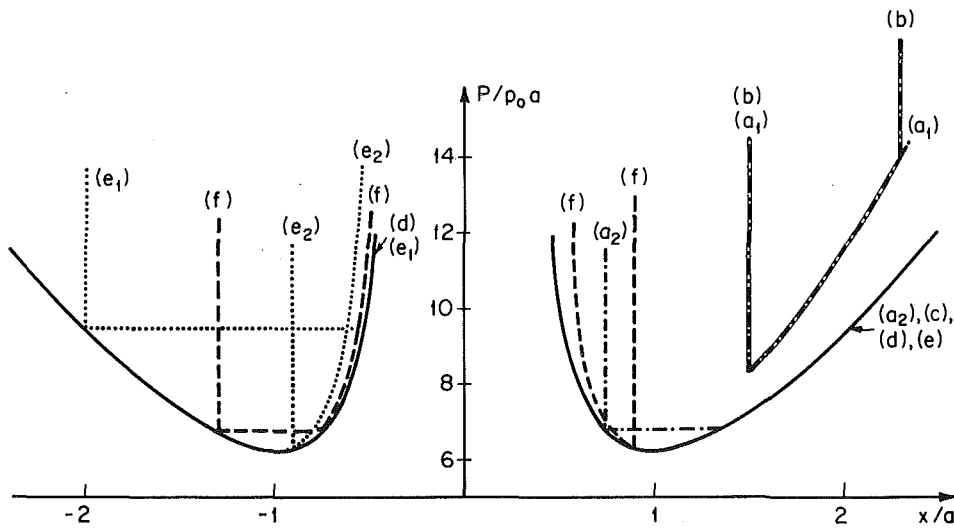 (b)
P/p₀a
(b)
(a₁)
(a₁)
(e₂)
14
(e₁)
(f)
(f)
(f)
(f)
(d)
(e₁)
(e₂)
(a₂)
12
10
(a₂),(c),
(d),(e)
8
6
-2
-1
1
2
x/a